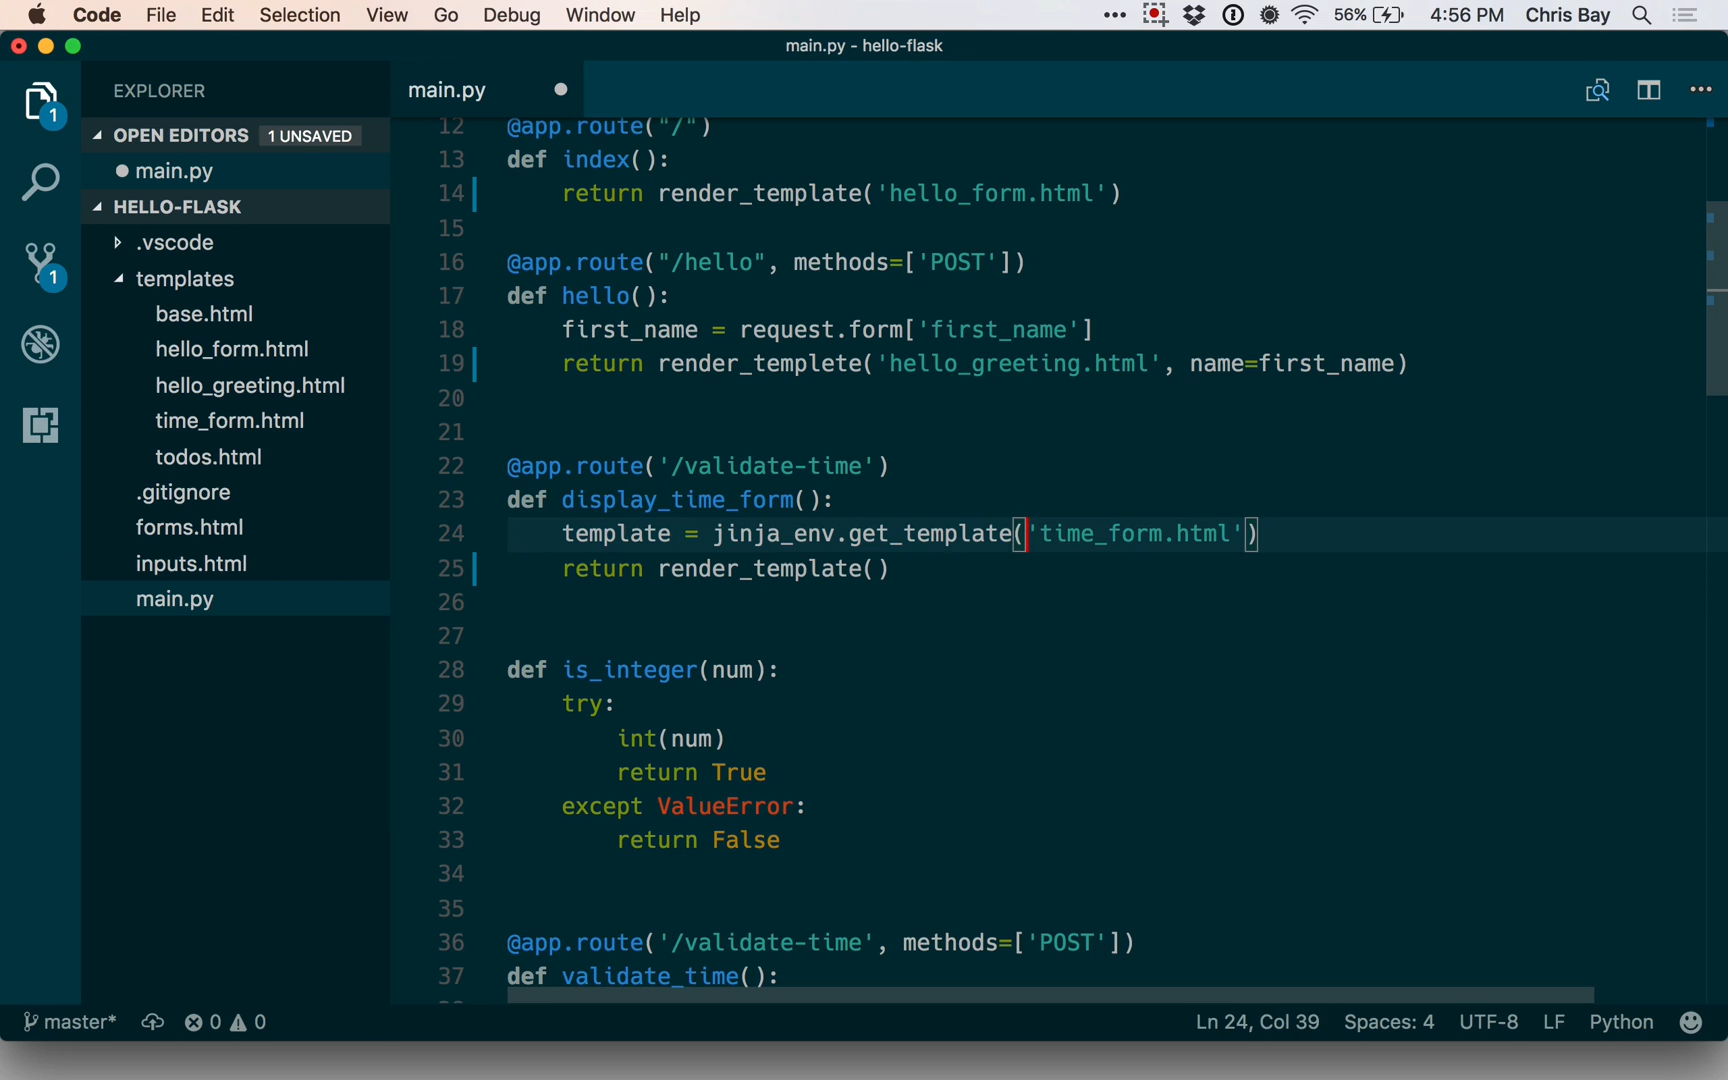 Code File Edit Selection View Go Debug Window Help ••• 56% 4:56 PM Chris Bay
main.py - hello-flask
EXPLORER
OPEN EDITORS 1 UNSAVED
main.py
HELLO-FLASK
.vscode
templates
base.html
hello_form.html
hello_greeting.html
time_form.html
todos.html
.gitignore
forms.html
inputs.html
main.py
1
1
main.py
12 @app.route("/")
13 def index():
14     return render_template('hello_form.html')
15
16 @app.route("/hello", methods=['POST'])
17 def hello():
18     first_name = request.form['first_name']
19     return render_templete('hello_greeting.html', name=first_name)
20
21
22 @app.route('/validate-time')
23 def display_time_form():
24     template = jinja_env.get_template('time_form.html')
25     return render_template()
26
27
28 def is_integer(num):
29     try:
30         int(num)
31         return True
32     except ValueError:
33         return False
34
35
36 @app.route('/validate-time', methods=['POST'])
37 def validate_time():
master* 0 0 Ln 24, Col 39 Spaces: 4 UTF-8 LF Python